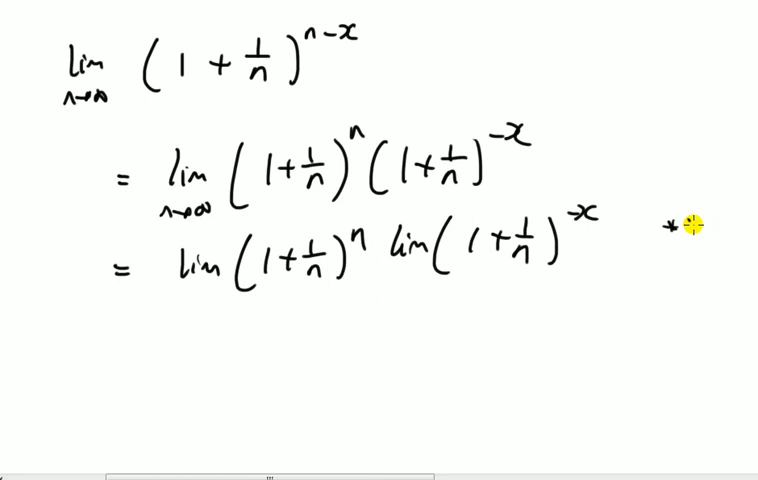 lim n→∞ (1 + 1/n)^(n-x)
= lim n→∞ (1+1/n)^n (1+1/n)^(-x)
= lim (1+1/n)^n lim (1+1/n)^(-x) *